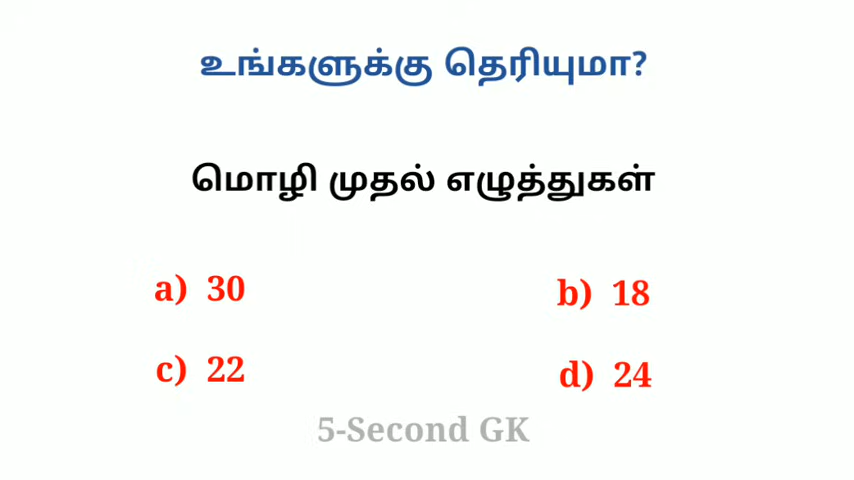 உங்களுக்கு தெரியுமா?
மொழி முதல் எழுத்துகள்
a) 30
b) 18
c) 22
d) 24
5-Second GK